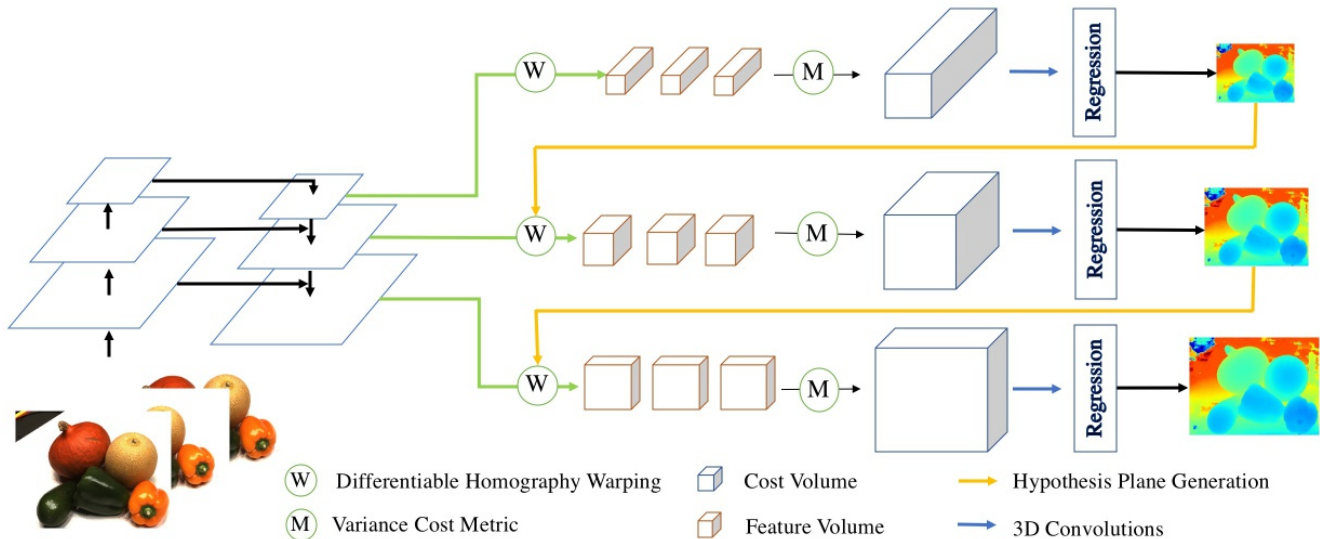 W
M
Regression
W
M
Regression
W
M
Regression
W Differentiable Homography Warping
Cost Volume
Hypothesis Plane Generation
M Variance Cost Metric
Feature Volume
3D Convolutions